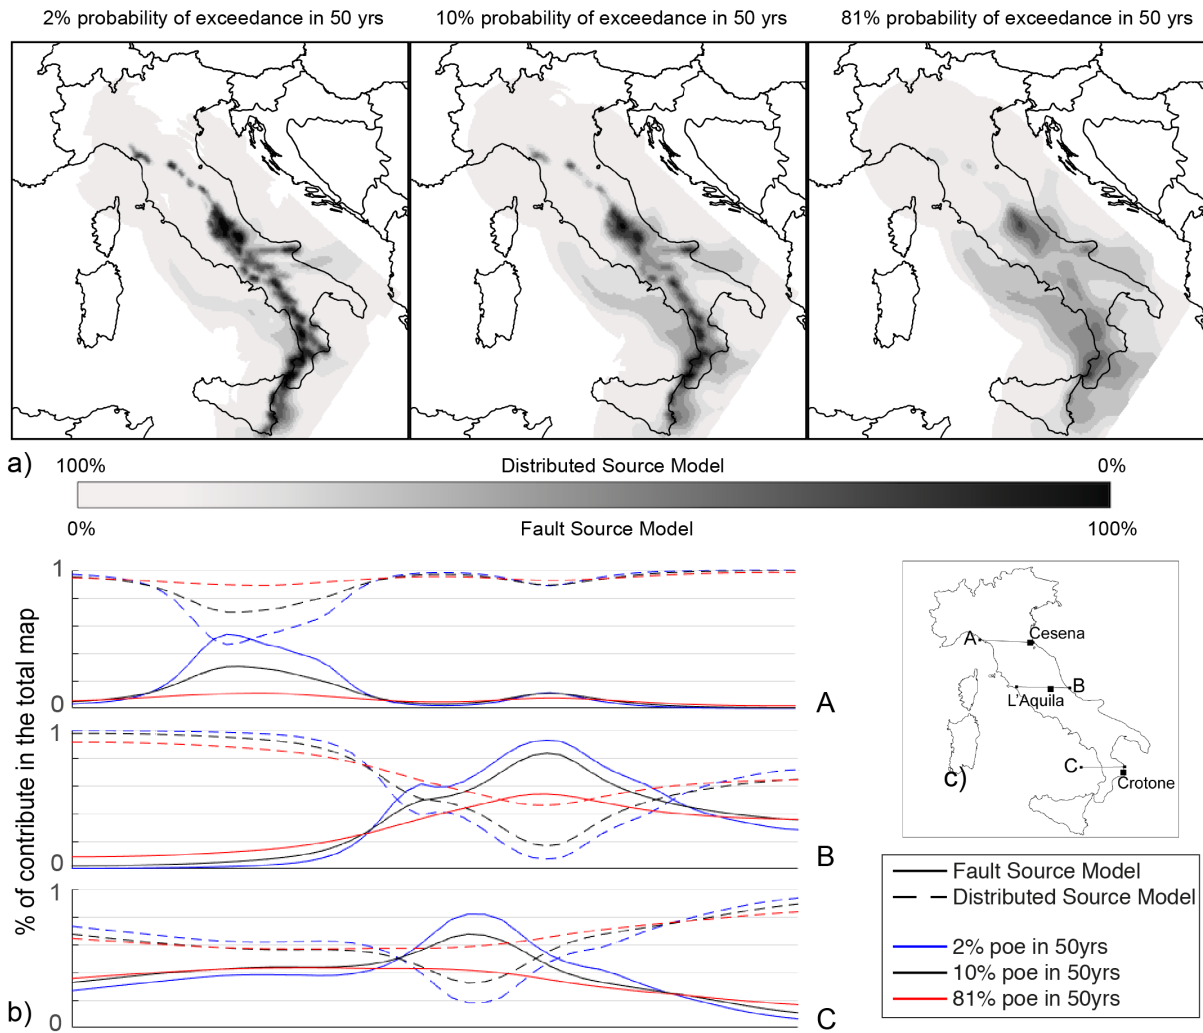 2% probability of exceedance in 50 yrs
10% probability of exceedance in 50 yrs
81% probability of exceedance in 50 yrs
a)
100%
Distributed Source Model
0%
0%
Fault Source Model
100%
% of contribute in the total map
1
0
A
1
0
B
1
0
C
b)
A
Cesena
L'Aquila
B
C
Crotone
c)
Fault Source Model
Distributed Source Model
2% poe in 50yrs
10% poe in 50yrs
81% poe in 50yrs